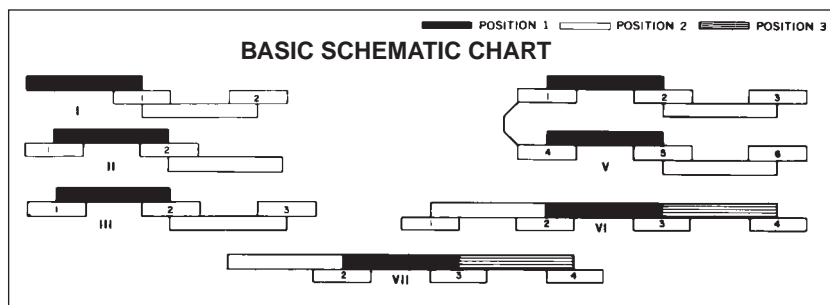 POSITION 1 POSITION 2 POSITION 3
BASIC SCHEMATIC CHART
1 2
I
1 2
II
1 2 3
III
1 2 3
4 5 6
V
1 2 3 4
VI
2 3 4
VII